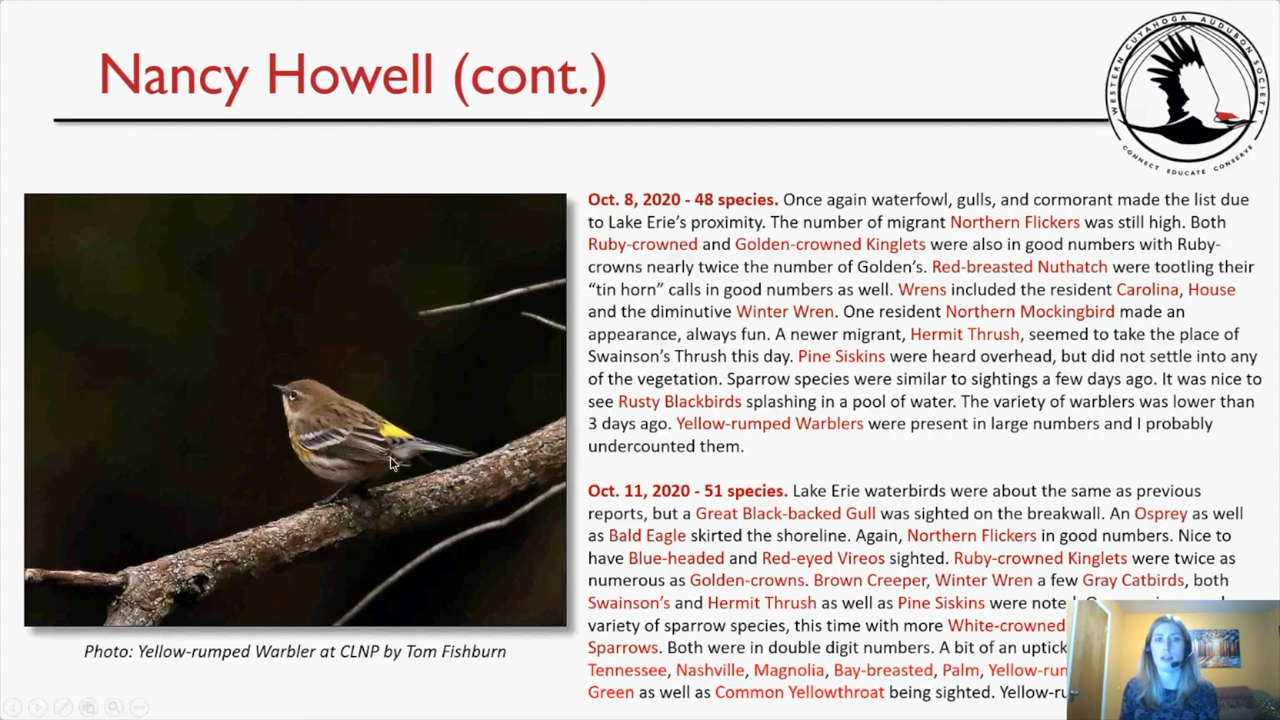 Nancy Howell (cont.)
WESTERN CUYAHOGA AUDUBON SOCIETY
CONNECT EDUCATE CONSERVE
Oct. 8, 2020 - 48 species. Once again waterfowl, gulls, and cormorant made the list due
to Lake Erie’s proximity. The number of migrant Northern Flickers was still high. Both
Ruby-crowned and Golden-crowned Kinglets were also in good numbers with Ruby-
crowns nearly twice the number of Golden’s. Red-breasted Nuthatch were tootling their
“tin horn” calls in good numbers as well. Wrens included the resident Carolina, House
and the diminutive Winter Wren. One resident Northern Mockingbird made an
appearance, always fun. A newer migrant, Hermit Thrush, seemed to take the place of
Swainson’s Thrush this day. Pine Siskins were heard overhead, but did not settle into any
of the vegetation. Sparrow species were similar to sightings a few days ago. It was nice to
see Rusty Blackbirds splashing in a pool of water. The variety of warblers was lower than
3 days ago. Yellow-rumped Warblers were present in large numbers and I probably
undercounted them.
Oct. 11, 2020 - 51 species. Lake Erie waterbirds were about the same as previous
reports, but a Great Black-backed Gull was sighted on the breakwall. An Osprey as well
as Bald Eagle skirted the shoreline. Again, Northern Flickers in good numbers. Nice to
have Blue-headed and Red-eyed Vireos sighted. Ruby-crowned Kinglets were twice as
numerous as Golden-crowns. Brown Creeper, Winter Wren a few Gray Catbirds, both
Swainson’s and Hermit Thrush as well as Pine Siskins were note
variety of sparrow species, this time with more White-crowned
Sparrows. Both were in double digit numbers. A bit of an uptick
Tennessee, Nashville, Magnolia, Bay-breasted, Palm, Yellow-rum
Green as well as Common Yellowthroat being sighted. Yellow-ru
Photo: Yellow-rumped Warbler at CLNP by Tom Fishburn